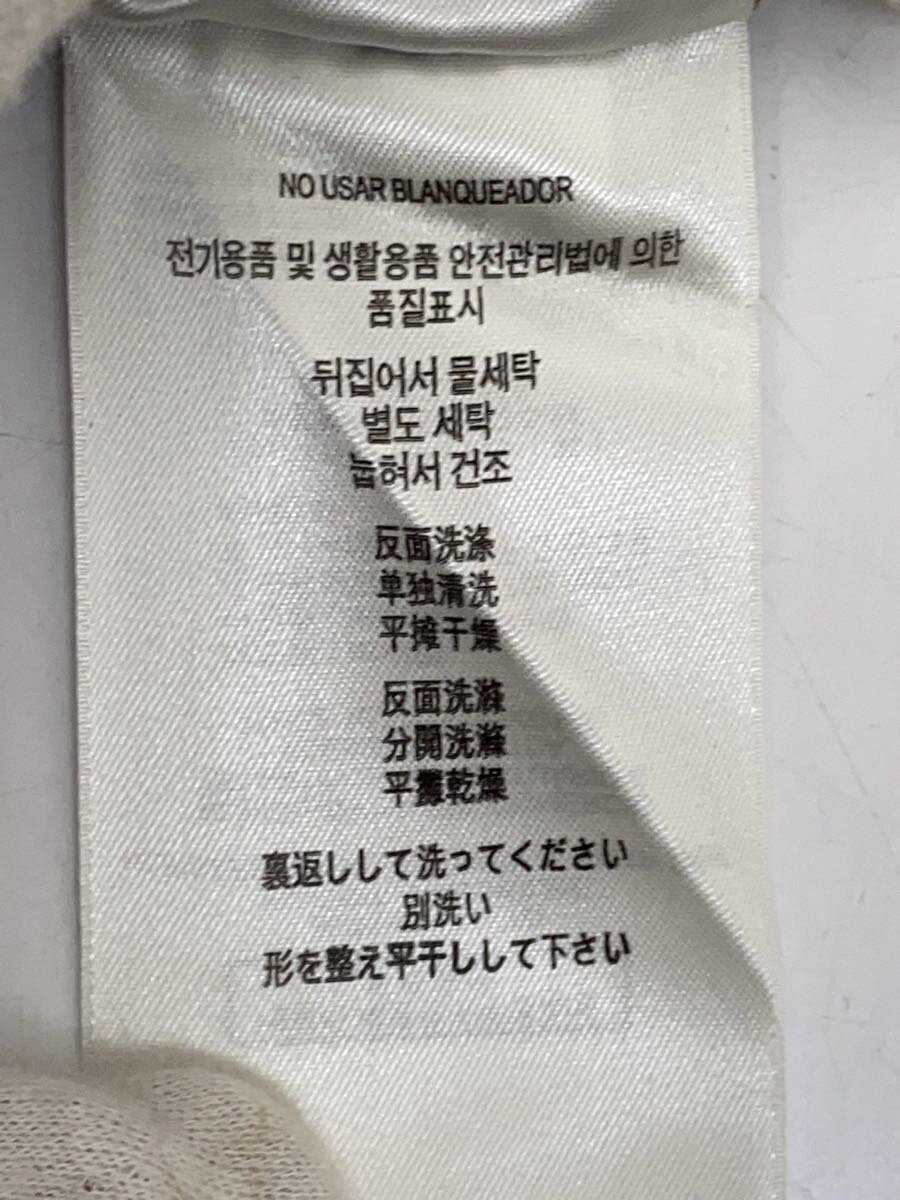 NO USAR BLANQUEADOR
전기용품 및 생활용품 안전관리법에 의한
품질표시
뒤집어서 물세탁
별도 세탁
눕혀서 건조
反面洗涤
单独清洗
平摊干燥
反面洗滌
分開洗滌
平攤乾燥
裏返しして洗ってください
別洗い
形を整え平干しして下さい